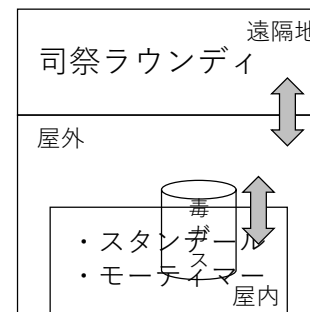 遠隔地
司祭ラウンディ
屋外
毒ガス
・スタンデール
・モーティマー
屋内